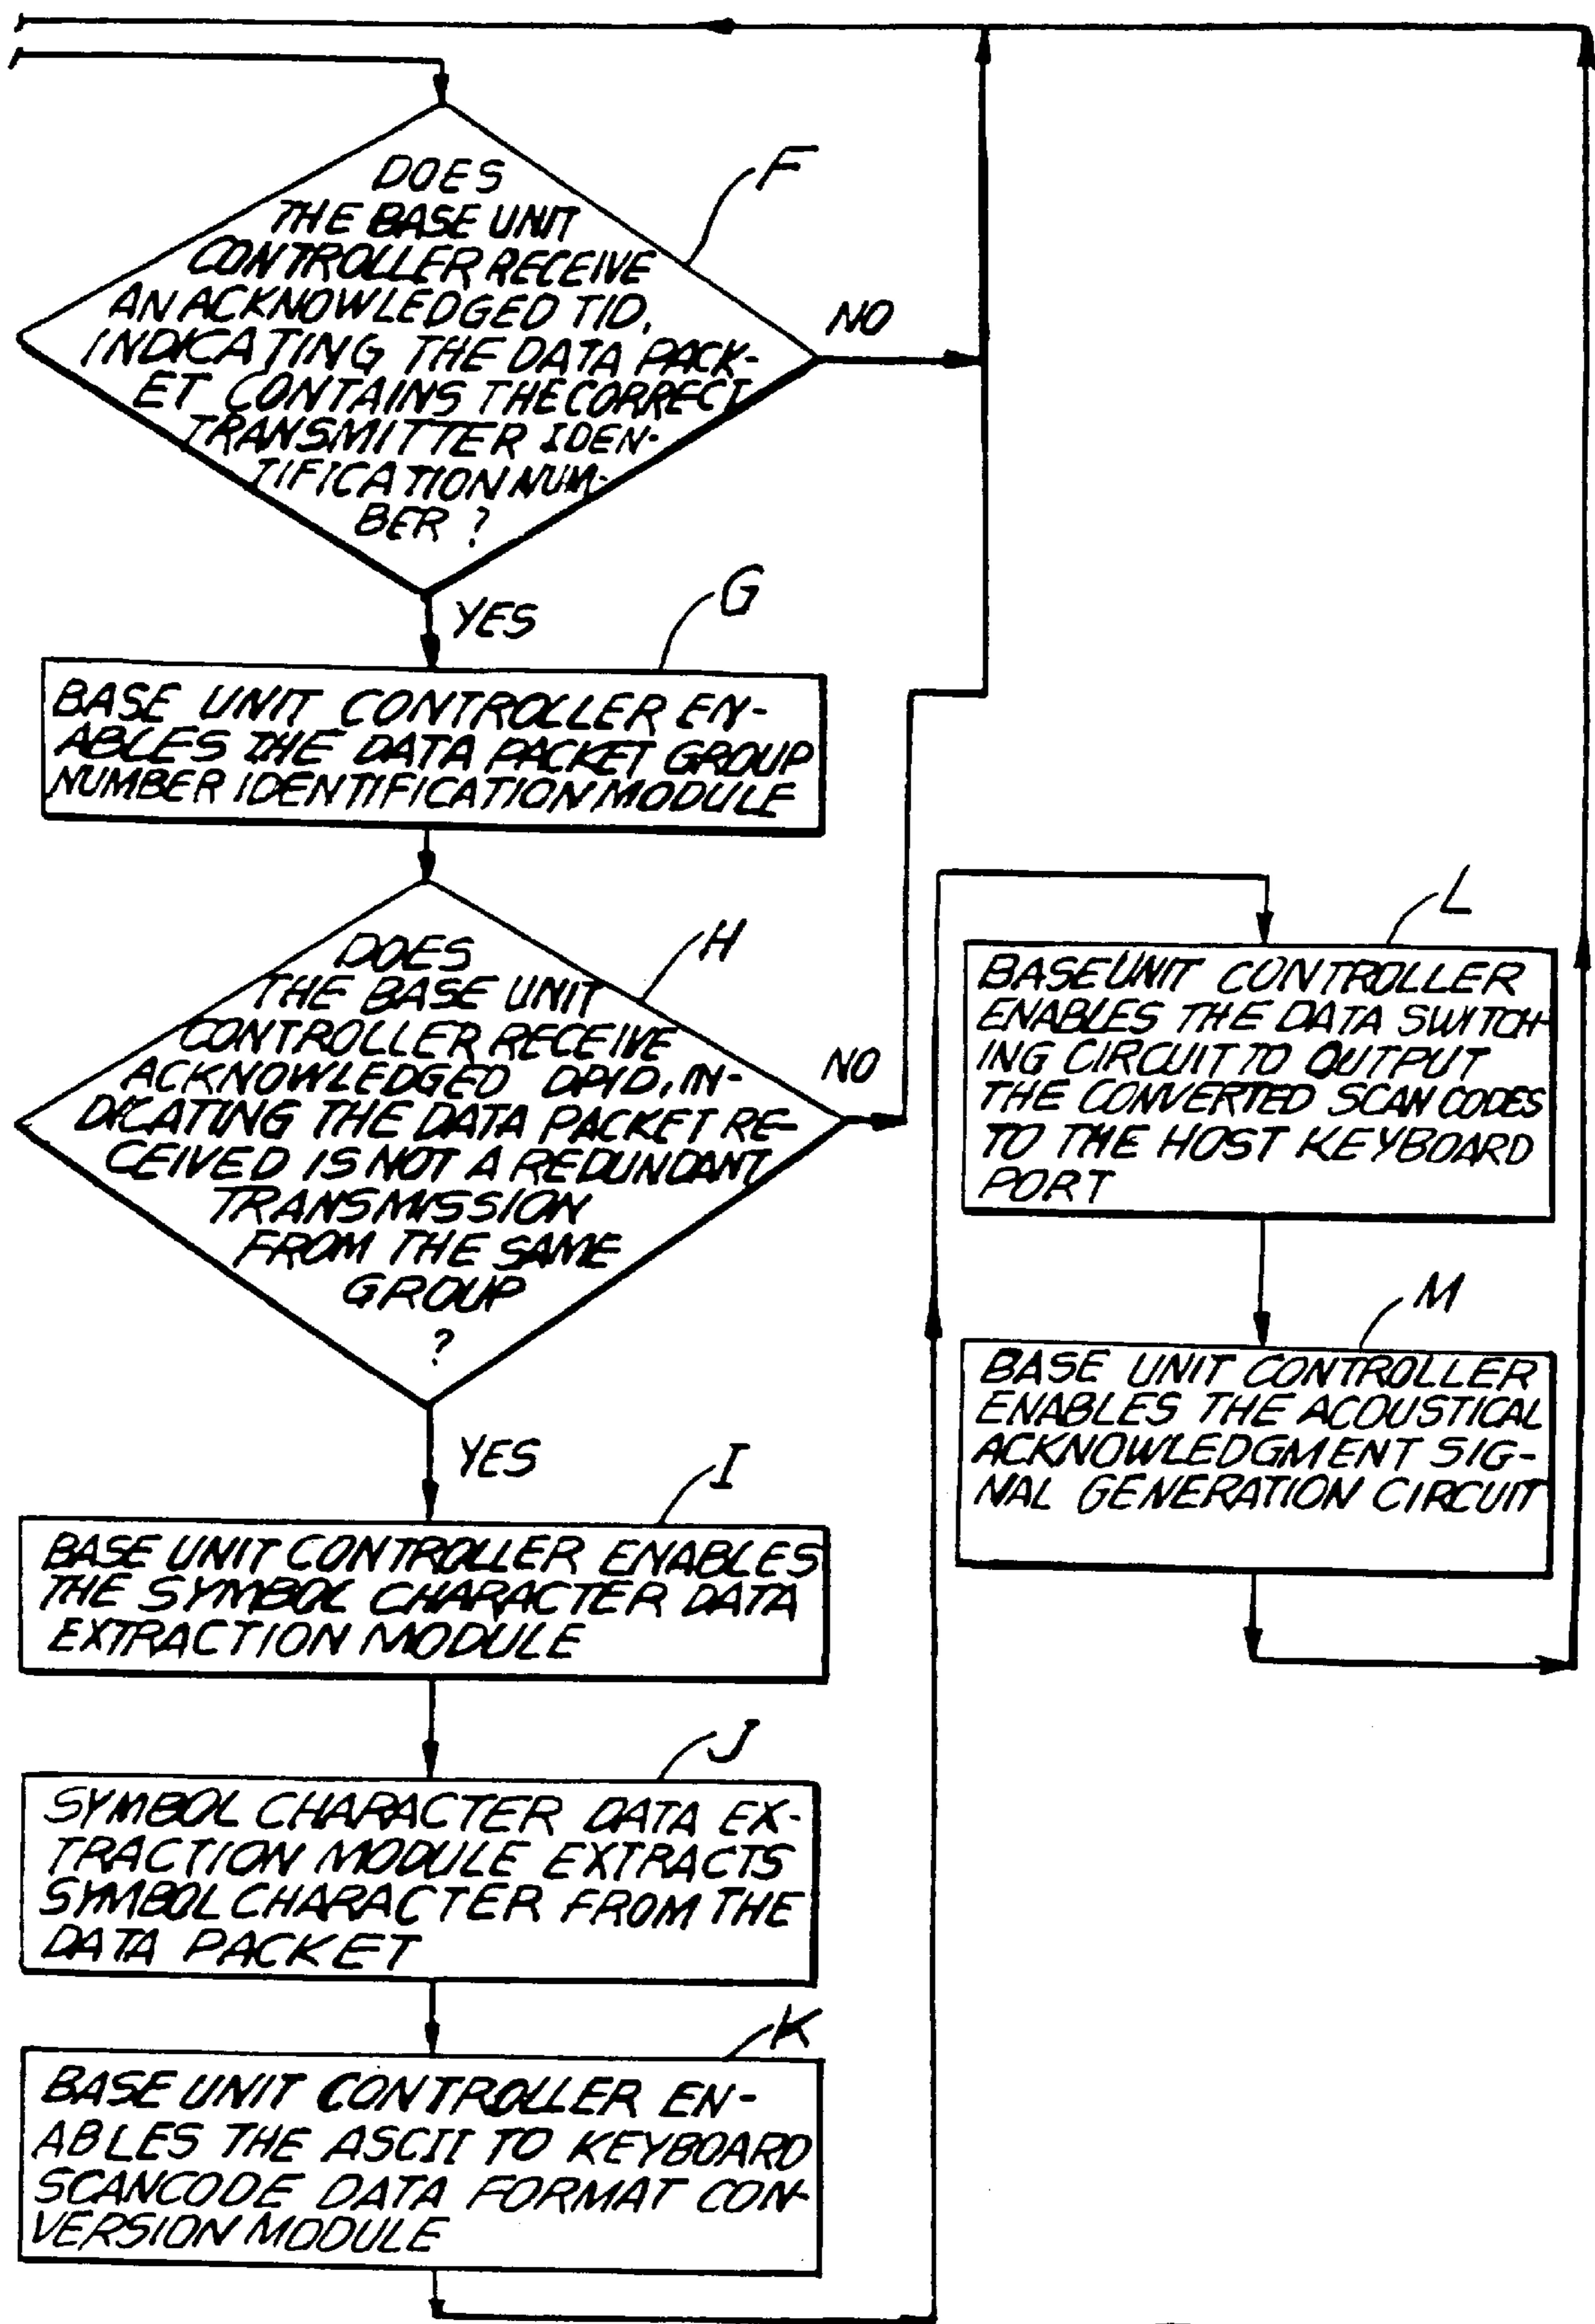 F
DOES
THE BASE UNIT
CONTROLLER RECEIVE
AN ACKNOWLEDGED TID,
INDICATING THE DATA PACK-
ET CONTAINS THE CORRECT
TRANSMITTER IDEN-
TIFICATION NUM-
BER ?
NO
YES
G
BASE UNIT CONTROLLER EN-
ABLES THE DATA PACKET GROUP
NUMBER IDENTIFICATION MODULE
H
DOES
THE BASE UNIT
CONTROLLER RECEIVE
ACKNOWLEDGED DPID, IN-
DICATING THE DATA PACKET RE-
CEIVED IS NOT A REDUNDANT
TRANSMISSION
FROM THE SAME
GROUP
?
NO
YES
I
BASE UNIT CONTROLLER ENABLES
THE SYMBOL CHARACTER DATA
EXTRACTION MODULE
J
SYMBOL CHARACTER DATA EX-
TRACTION MODULE EXTRACTS
SYMBOL CHARACTER FROM THE
DATA PACKET
K
BASE UNIT CONTROLLER EN-
ABLES THE ASCII TO KEYBOARD
SCANCODE DATA FORMAT CON-
VERSION MODULE
L
BASE UNIT CONTROLLER
ENABLES THE DATA SWITCH-
ING CIRCUIT TO OUTPUT
THE CONVERTED SCAN CODES
TO THE HOST KEYBOARD
PORT
M
BASE UNIT CONTROLLER
ENABLES THE ACOUSTICAL
ACKNOWLEDGMENT SIG-
NAL GENERATION CIRCUIT